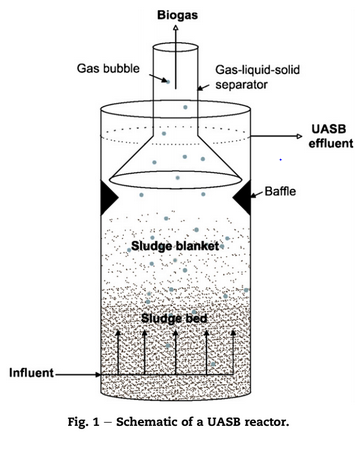 Biogas
Gas bubble
Gas-liquid-solid
separator
UASB
effluent
Baffle
Sludge blanket
Sludge bed
Influent
Fig. 1 – Schematic of a UASB reactor.